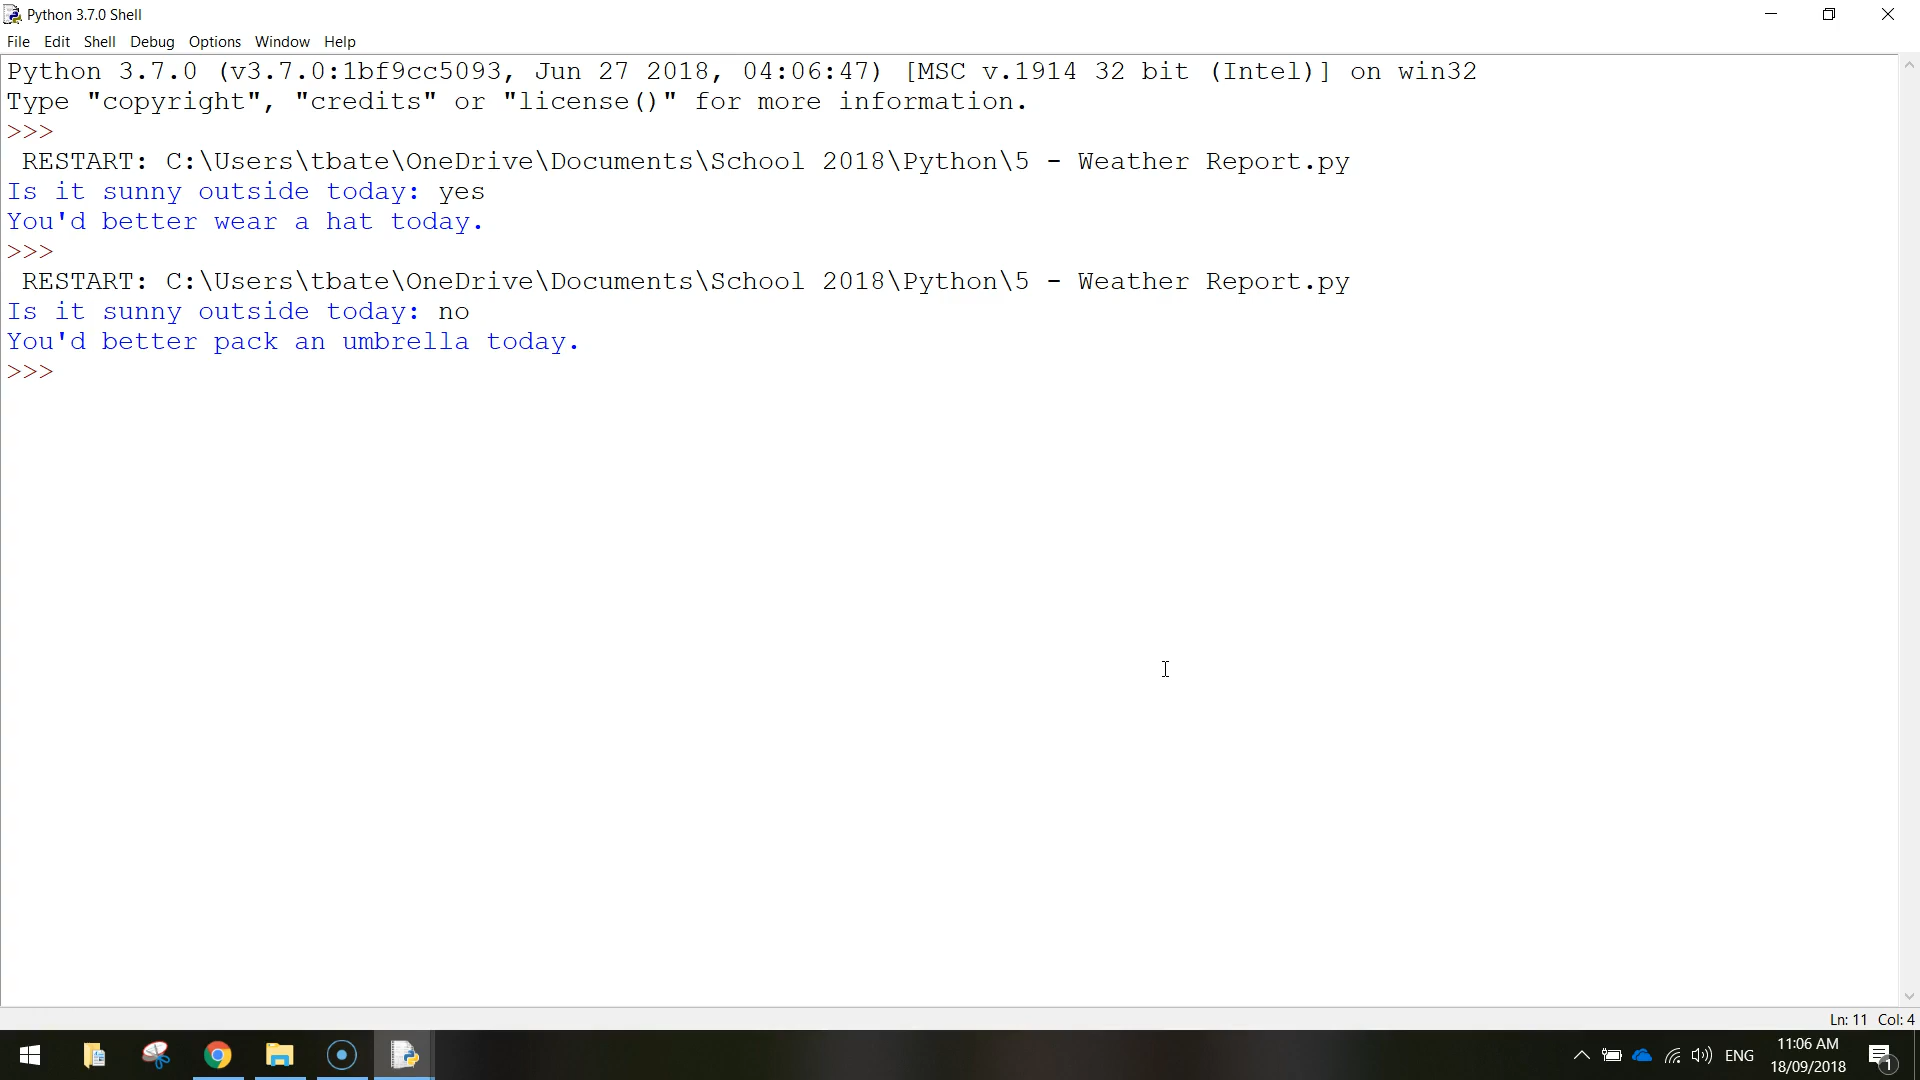 Python 3.7.0 Shell
File Edit Shell Debug Options Window Help
Python 3.7.0 (v3.7.0:1bf9cc5093, Jun 27 2018, 04:06:47) [MSC v.1914 32 bit (Intel)] on win32
Type "copyright", "credits" or "license()" for more information.
>>>
RESTART: C:\Users\tbate\OneDrive\Documents\School 2018\Python\5 - Weather Report.py
Is it sunny outside today: yes
You'd better wear a hat today.
>>>
RESTART: C:\Users\tbate\OneDrive\Documents\School 2018\Python\5 - Weather Report.py
Is it sunny outside today: no
You'd better pack an umbrella today.
>>>
Ln: 11 Col: 4
ENG
11:06 AM
18/09/2018
1